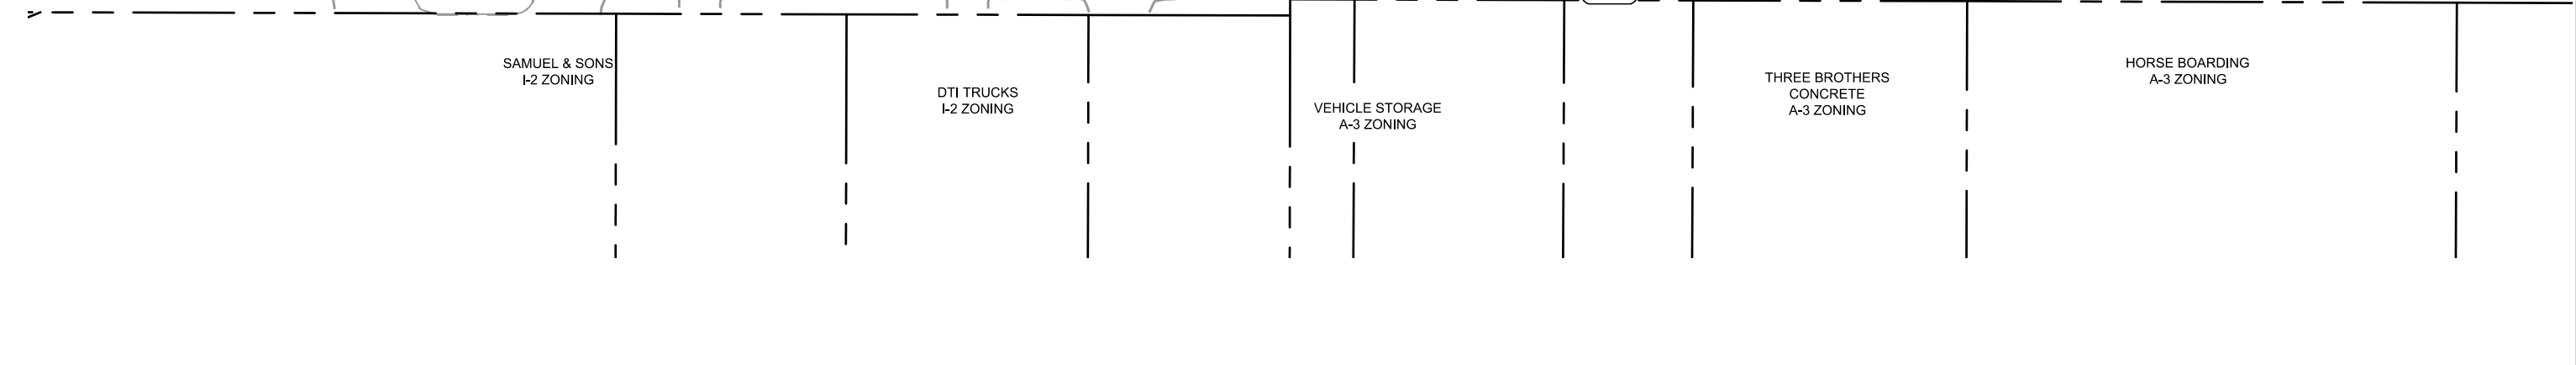 SAMUEL & SONS
I-2 ZONING
DTI TRUCKS
I-2 ZONING
VEHICLE STORAGE
A-3 ZONING
THREE BROTHERS
CONCRETE
A-3 ZONING
HORSE BOARDING
A-3 ZONING